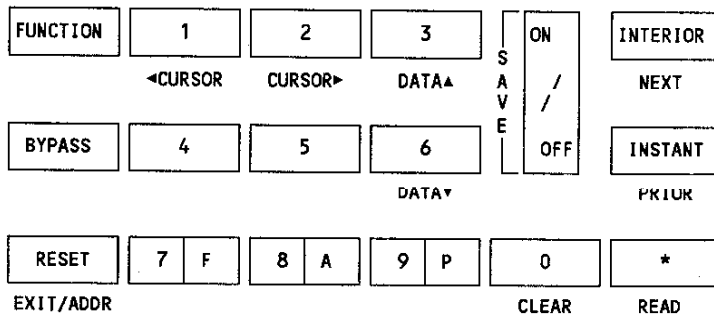 FUNCTION 1 2 3 SAVE ON / / OFF INTERIOR
◄CURSOR CURSOR► DATA▲ NEXT
BYPASS 4 5 6 INSTANT
DATA▼ PRIOR
RESET 7 F 8 A 9 P 0 *
EXIT/ADDR CLEAR READ